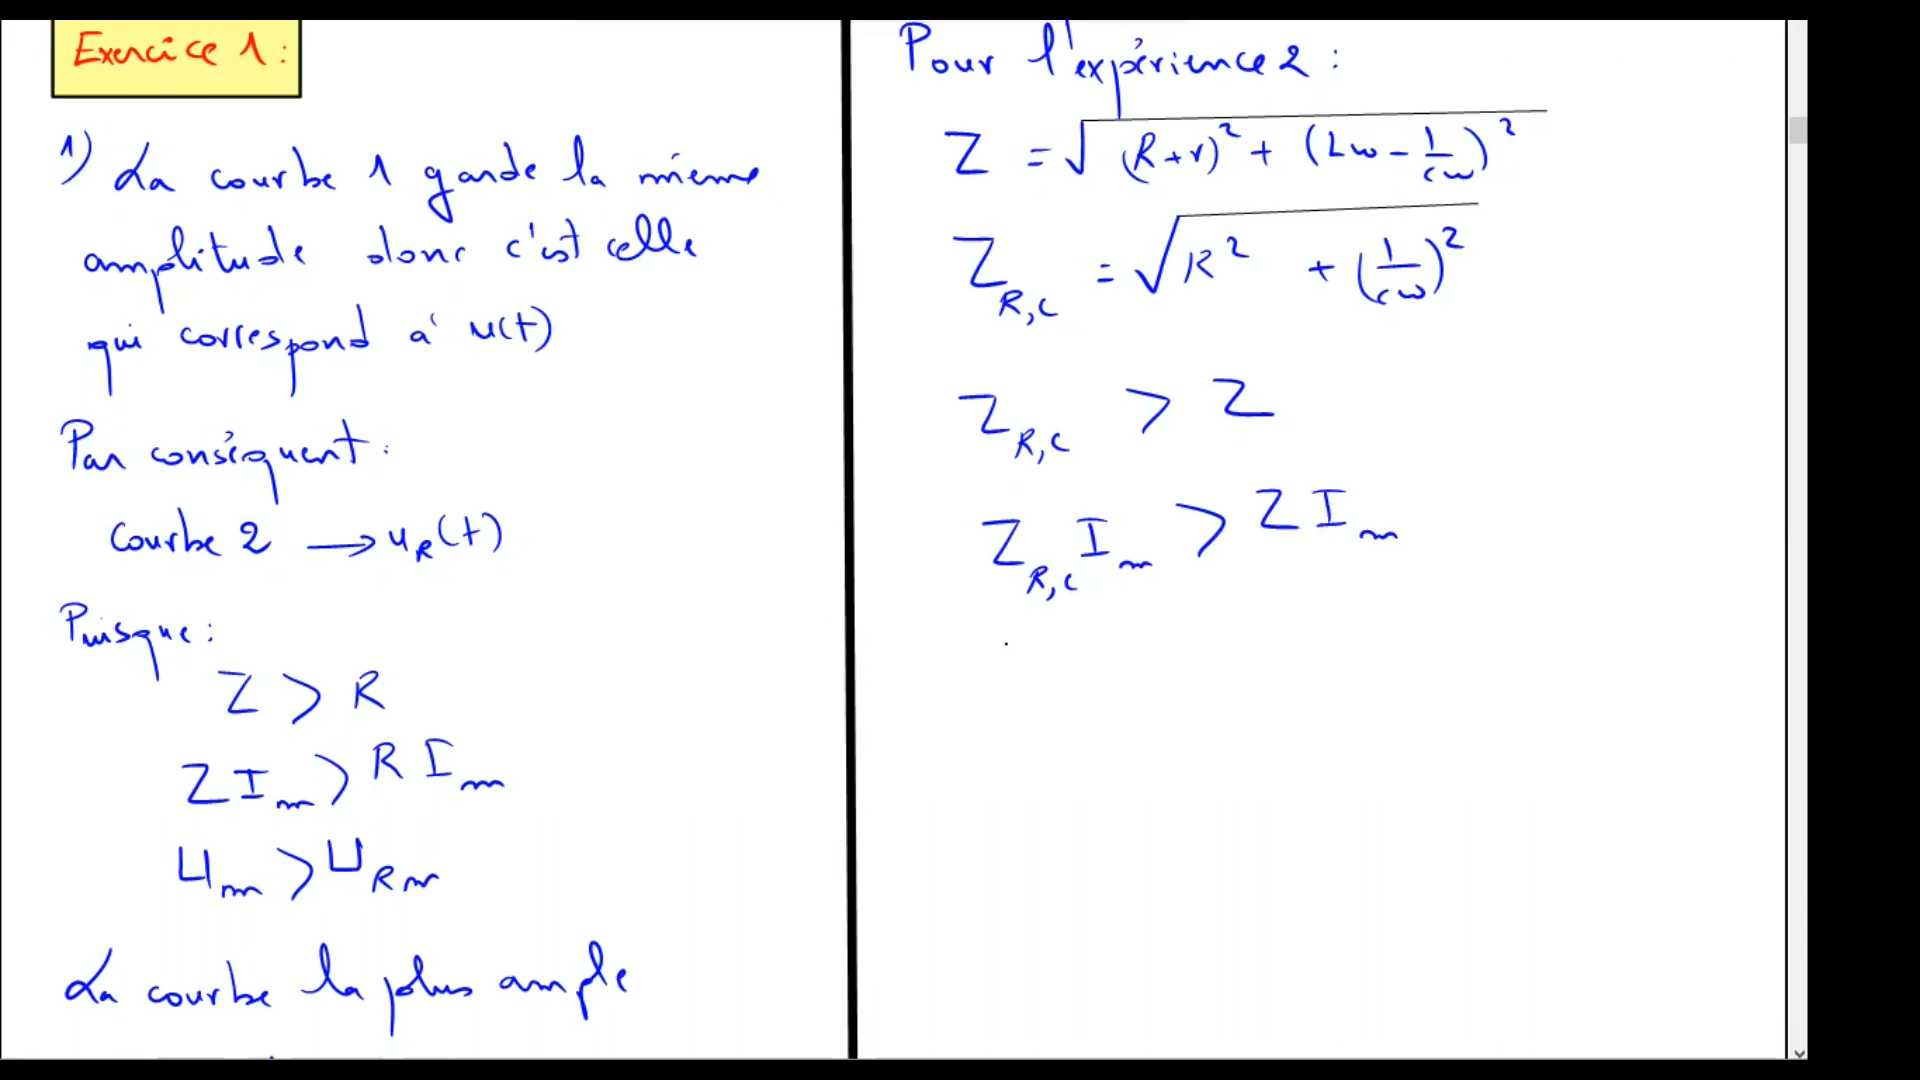 Exercice 1 :
1) La courbe 1 garde la même
amplitude donc c'est celle
qui correspond à u(t)
Par conséquent :
Courbe 2 → u_R(t)
Puisque :
Z > R
Z I_m > R I_m
U_m > U_Rm
La courbe la plus ample
Pour l'expérience 2 :
Z = √((R+r)² + (Lω - 1/(cω))²)
Z_R,C = √(R² + (1/(cω))²)
Z_R,C > Z
Z_R,C I_m > Z I_m